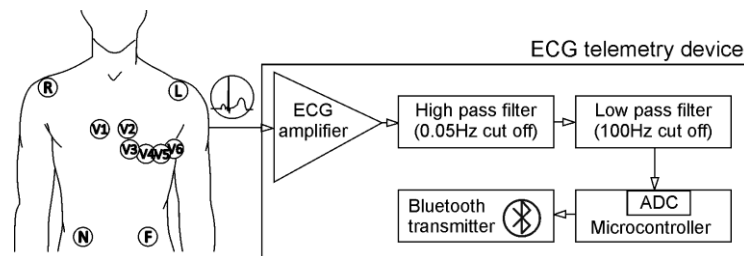 ECG telemetry device
R
L
V1
V2
V3
V4
V5
V6
N
F
ECG
amplifier
High pass filter
(0.05Hz cut off)
Low pass filter
(100Hz cut off)
Bluetooth
transmitter
ADC
Microcontroller